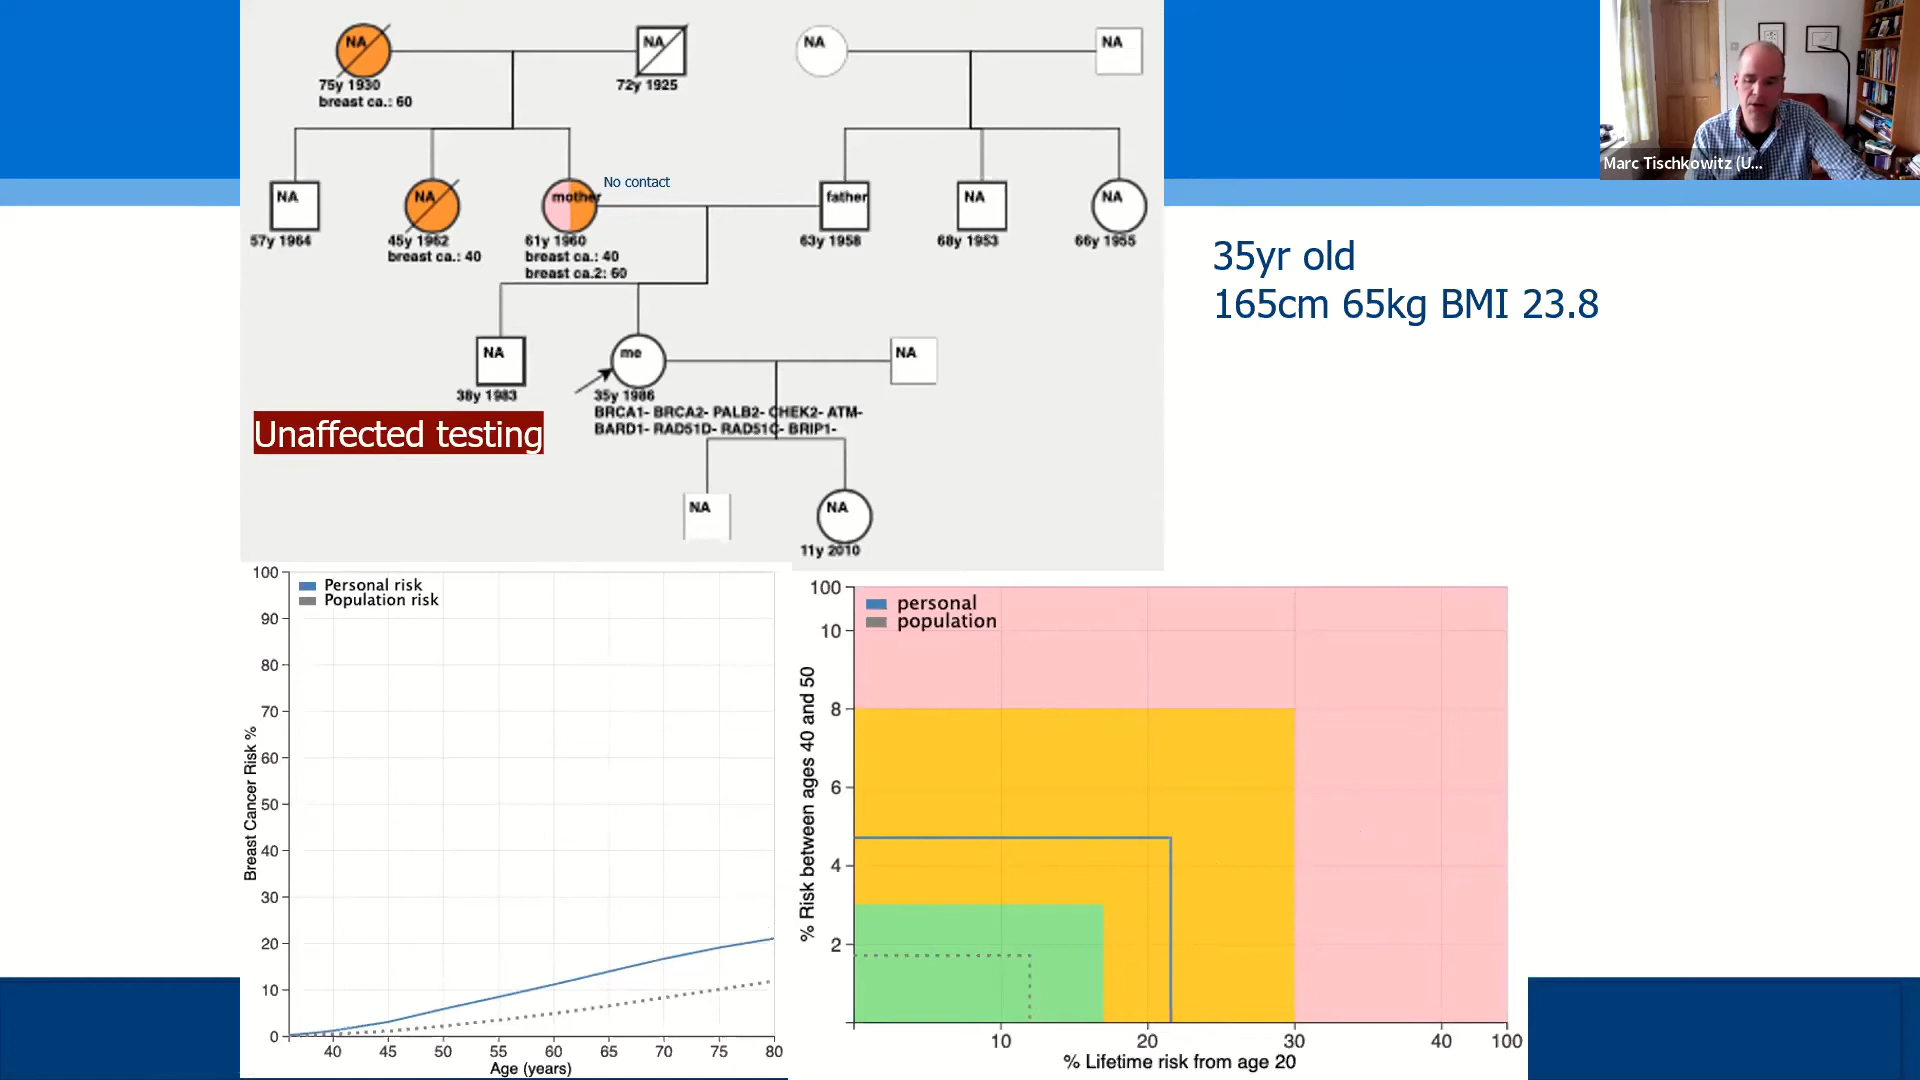 NA
NA
NA
NA
75y 1930
breast ca.: 60
72y 1925
NA
NA
mother
No contact
father
NA
NA
57y 1964
45y 1962
breast ca.: 40
61y 1960
breast ca.: 40
breast ca.2: 60
63y 1958
68y 1953
66y 1955
NA
me
NA
38y 1983
35y 1986
BRCA1- BRCA2- PALB2- CHEK2- ATM-
BARD1- RAD51D- RAD51C- BRIP1-
Unaffected testing
NA
NA
11y 2010
35yr old
165cm 65kg BMI 23.8
Marc Tischkowitz (U...
Personal risk
Population risk
Breast Cancer Risk %
100
90
80
70
60
50
40
30
20
10
0
40 45 50 55 60 65 70 75 80
Age (years)
personal
population
% Risk between ages 40 and 50
100
10
8
6
4
2
10 20 30 40 100
% Lifetime risk from age 20